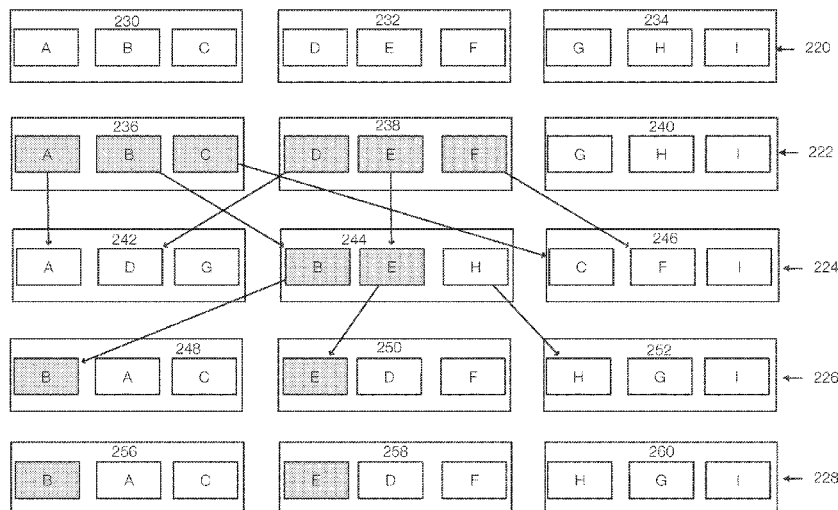 230 232 234
A B C D E F G H I 220
236 238 240
A B C D E F G H I 222
242 244 246
A D G B E H C F I 224
248 250 252
B A C E D F H G I 226
256 258 260
B A C E D F H G I 228